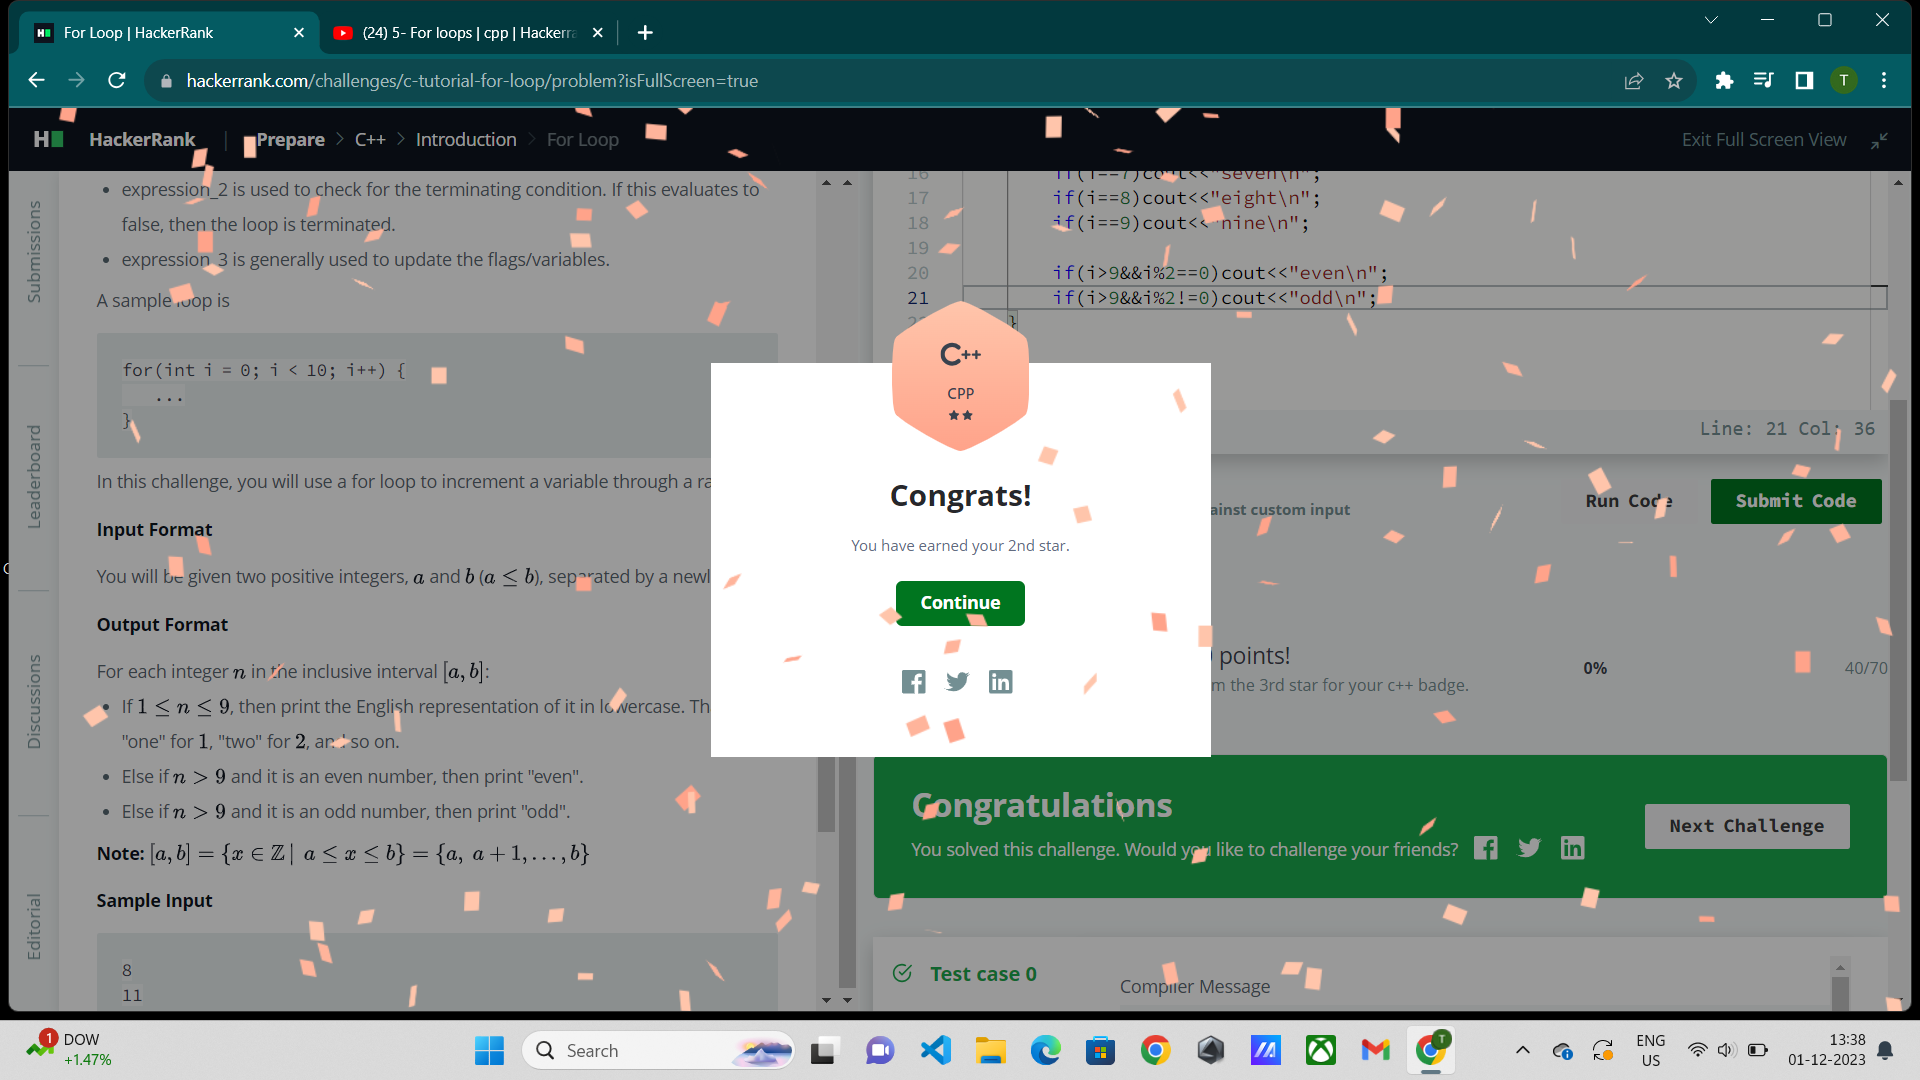 For Loop | HackerRank
(24) 5- For loops | cpp | Hackerra
hackerrank.com/challenges/c-tutorial-for-loop/problem?isFullScreen=true
T
H
HackerRank | Prepare > C++ > Introduction > For Loop
Exit Full Screen View
Submissions
Leaderboard
Discussions
Editorial
• expression_2 is used to check for the terminating condition. If this evaluates to
false, then the loop is terminated.
• expression_3 is generally used to update the flags/variables.
A sample loop is
for(int i = 0; i < 10; i++) {
...
}
In this challenge, you will use a for loop to increment a variable through a ra
Input Format
You will be given two positive integers, a and b (a ≤ b), separated by a newl
Output Format
For each integer n in the inclusive interval [a, b]:
• If 1 ≤ n ≤ 9, then print the English representation of it in lowercase. Th
"one" for 1, "two" for 2, and so on.
• Else if n > 9 and it is an even number, then print "even".
• Else if n > 9 and it is an odd number, then print "odd".
Note: [a, b] = {x ∈ ℤ | a ≤ x ≤ b} = {a, a + 1, . . . , b}
Sample Input
8
11
16 if(i==7)cout<<"seven\n";
17 if(i==8)cout<<"eight\n";
18 if(i==9)cout<<"nine\n";
19
20 if(i>9&&i%2==0)cout<<"even\n";
21 if(i>9&&i%2!=0)cout<<"odd\n";
}
Line: 21 Col: 36
ainst custom input
Run Code
Submit Code
C++
CPP
Congrats!
You have earned your 2nd star.
Continue
points!
m the 3rd star for your c++ badge.
0%
40/70
Congratulations
You solved this challenge. Would you like to challenge your friends?
Next Challenge
Test case 0
Compiler Message
1
DOW
+1.47%
Search
T
ENG
US
13:38
01-12-2023